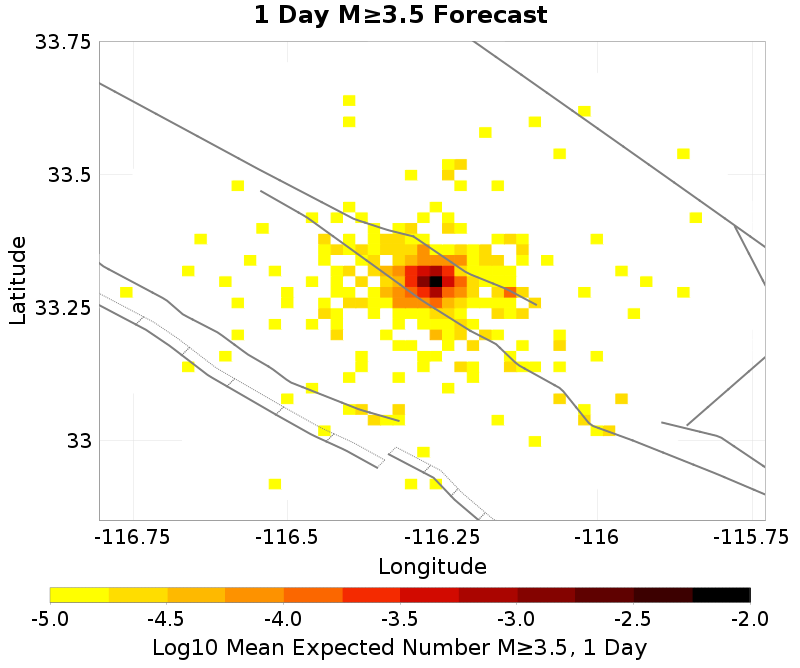 1 Day M≥3.5 Forecast
33.75
33.5
33.25
33
Latitude
-116.75 -116.5 -116.25 -116 -115.75
Longitude
-5.0 -4.5 -4.0 -3.5 -3.0 -2.5 -2.0
Log10 Mean Expected Number M≥3.5, 1 Day